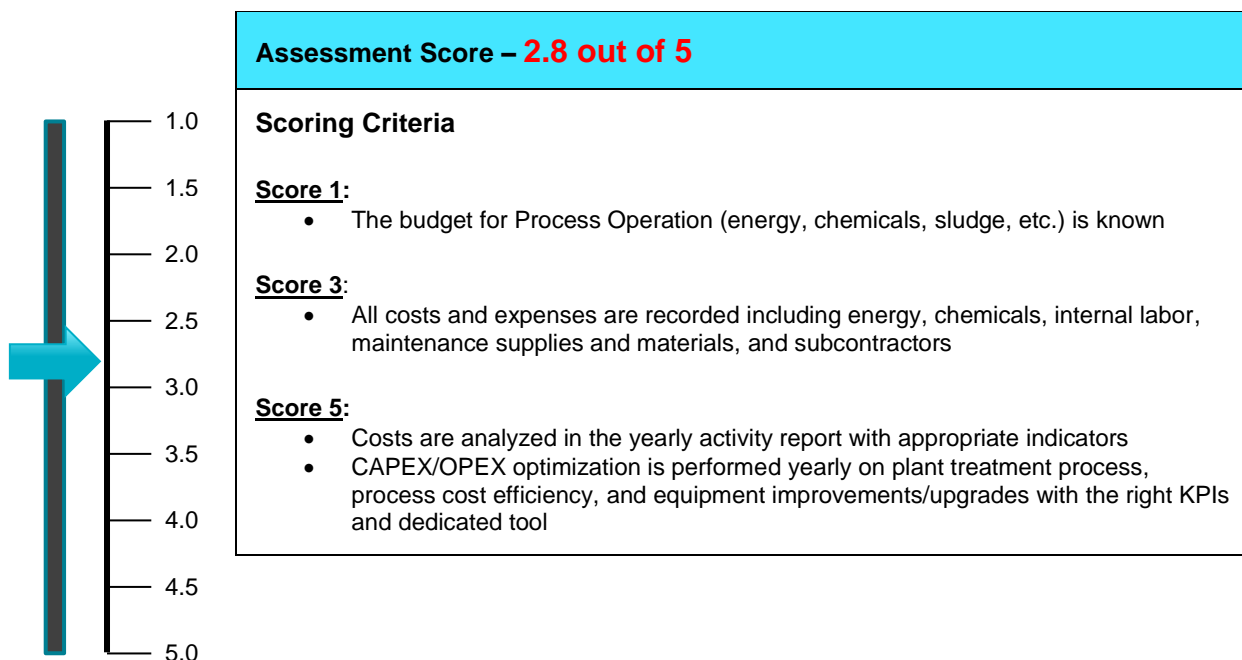 Assessment Score – 2.8 out of 5
Scoring Criteria
Score 1:
• The budget for Process Operation (energy, chemicals, sludge, etc.) is known
Score 3:
• All costs and expenses are recorded including energy, chemicals, internal labor,
maintenance supplies and materials, and subcontractors
Score 5:
• Costs are analyzed in the yearly activity report with appropriate indicators
• CAPEX/OPEX optimization is performed yearly on plant treatment process,
process cost efficiency, and equipment improvements/upgrades with the right KPIs
and dedicated tool
1.0
1.5
2.0
2.5
3.0
3.5
4.0
4.5
5.0